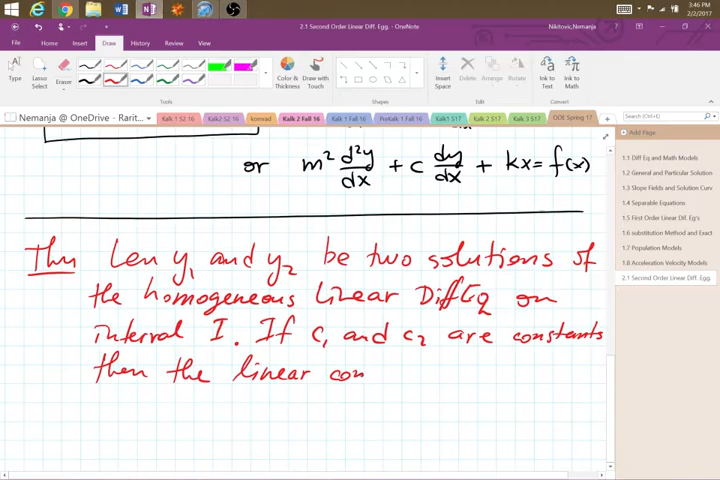 3:46 PM
2/2/2017
2.1 Second Order Linear Diff. Egg. - OneNote
Nikitovic, Nemanja
File Home Insert Draw History Review View
Type Lasso Select Eraser Color & Thickness Draw with Touch Insert Space Delete Arrange Rotate Ink to Text Ink to Math
Tools Shapes Edit Convert
Nemanja @ OneDrive - Rarit... Kalk 1 S2 16 Kalk2 S2 16 konrad Kalk 2 Fall 16 Kalk 1 Fall 16 PreKalk 1 Fall 16 Kalk1 S17 Kalk 2 S17 Kalk 3 S17 ODE Spring 17 Search (Ctrl+E)
Add Page
1.1 Diff Eq and Math Models
1.2 General and Particular Solution
1.3 Slope Fields and Solution Curv
1.4 Separable Equations
1.5 First Order Linear Dif. Eg's
1.6 substitution Method and Exact
1.7 Population Models
1.8 Acceleration Velocity Models
2.1 Second Order Linear Diff. Egg.
or m² d²y/dx + c dy/dx + kx = f(x)
Thm Len y₁ and y₂ be two solutions of
the homogeneous linear DiffEq on
interval I. If c₁ and c₂ are constants
then the linear com